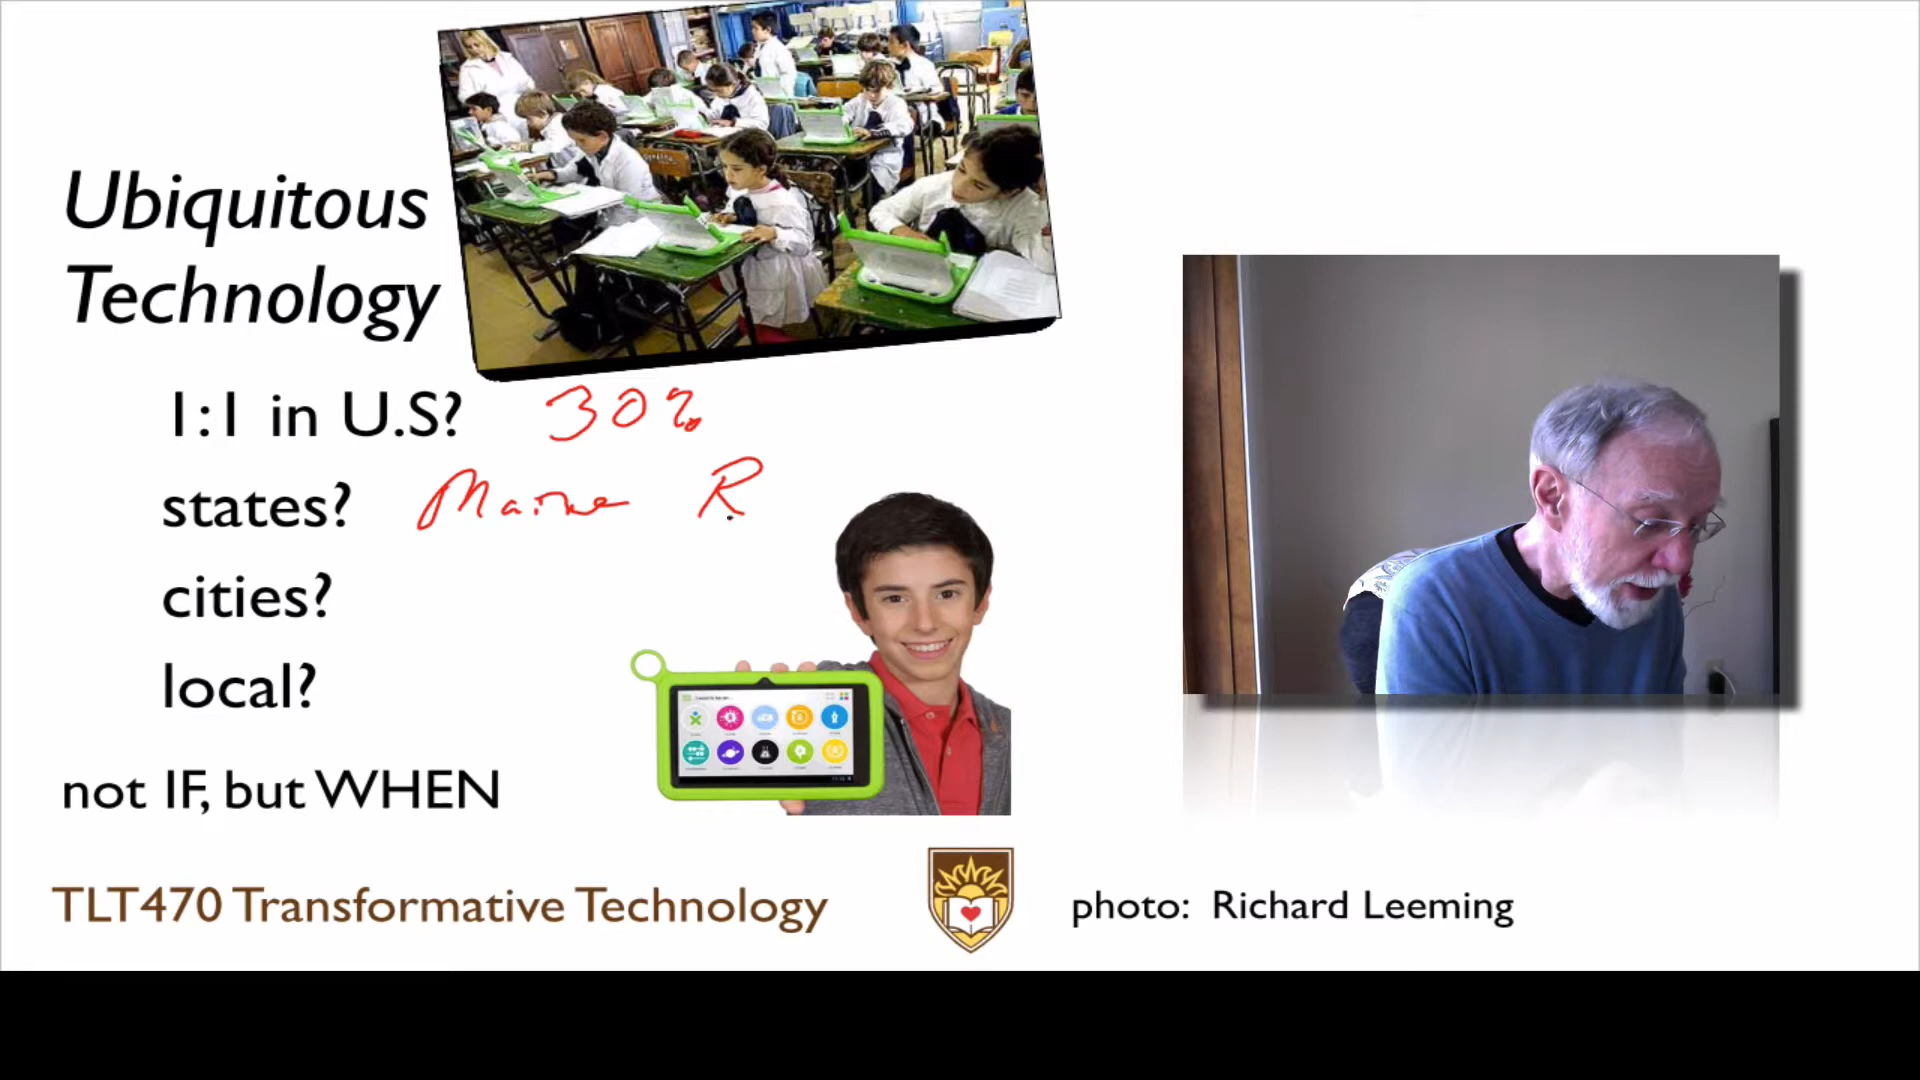 Ubiquitous
Technology
1:1 in U.S? 30%
states? Maine R
cities?
local?
not IF, but WHEN
TLT470 Transformative Technology
photo: Richard Leeming